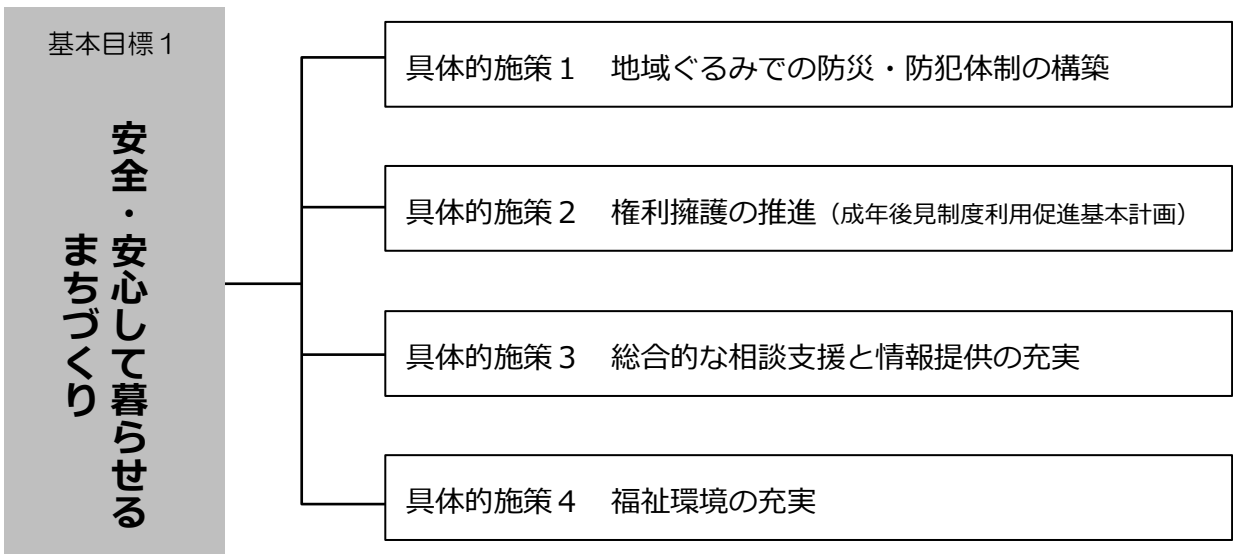 基本目標１
安全・安心して暮らせる
まちづくり
具体的施策１　地域ぐるみでの防災・防犯体制の構築
具体的施策２　権利擁護の推進（成年後見制度利用促進基本計画）
具体的施策３　総合的な相談支援と情報提供の充実
具体的施策４　福祉環境の充実